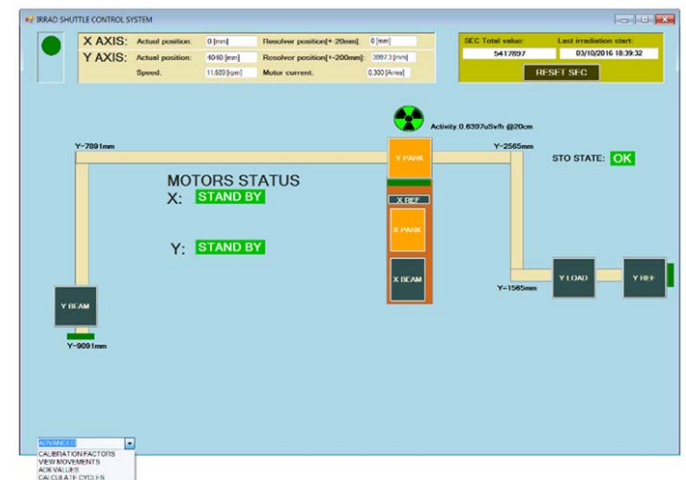 IRRAD SHUTTLE CONTROL SYSTEM
X AXIS: Actual position: 0 [mm] Resolver position[+-20mm]: 0 [mm]
Y AXIS: Actual position: 4040 [mm] Resolver position[+-200mm]:
Speed: Motor current: 0.300 [Arms]
SEC Total value: Last irradiation start:
5417897 03/10/2016 18:39:32
RESET SEC
Activity:0.6397uSv/h @20cm
Y-7891mm
Y PARK
Y-2565mm
STO STATE: OK
MOTORS STATUS
X: STAND BY
X REF
X PARK
Y: STAND BY
X BEAM
Y LOAD
Y REF
Y-1565mm
Y BEAM
Y-9091mm
ADVANCED
CALIBRATION FACTORS
VIEW MOVEMENTS
VALUES
CALCULATE CYCLES